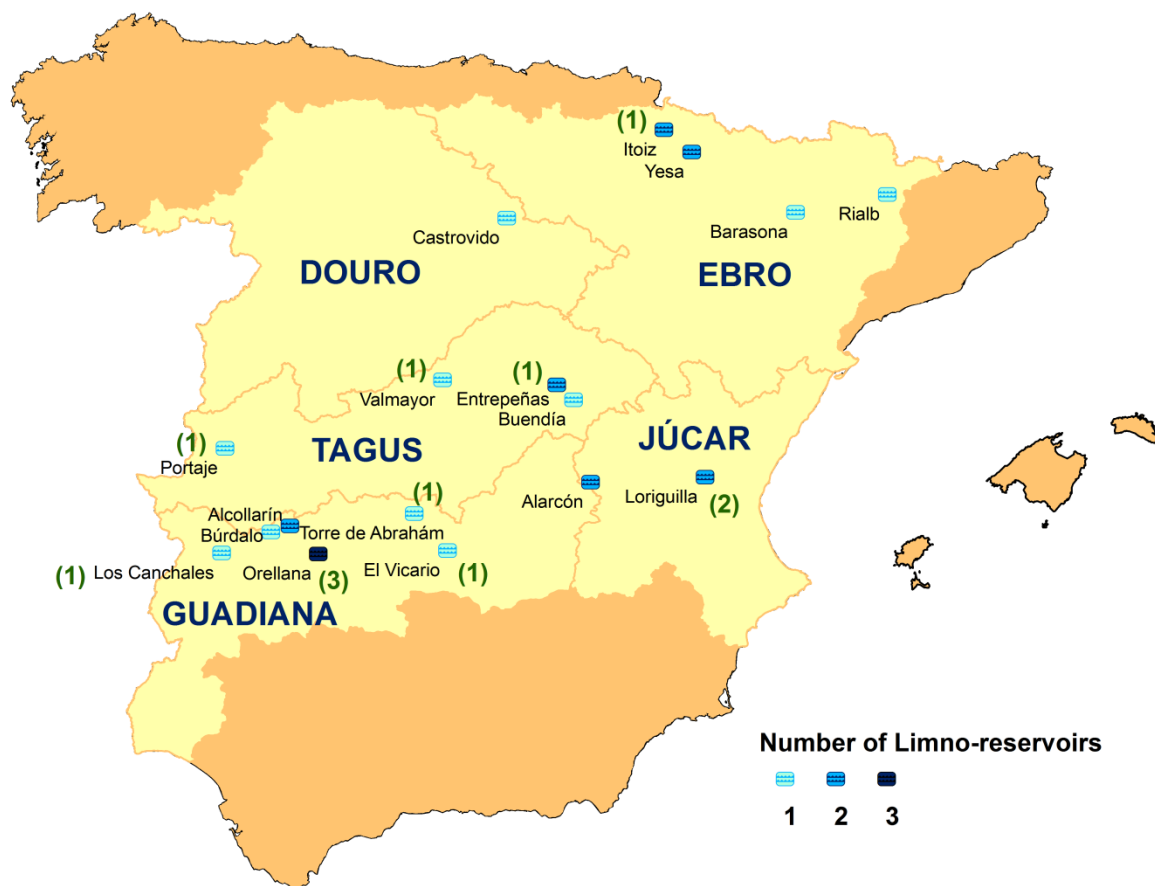 (1)
Itoiz
Yesa
Rialb
Barasona
Castrovido
DOURO
EBRO
(1)
Valmayor
(1)
Entrepeñas
Buendía
(1)
Portaje
TAGUS
JÚCAR
Alarcón
Loriguilla
(2)
(1)
Alcollarín
Búrdalo
Torre de Abrahám
(1) Los Canchales
Orellana
(3)
El Vicario
(1)
GUADIANA
Number of Limno-reservoirs
1 2 3